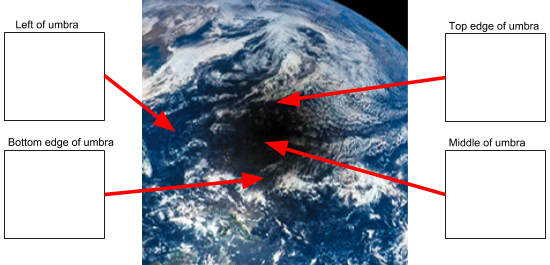 Left of umbra
Top edge of umbra
Bottom edge of umbra
Middle of umbra